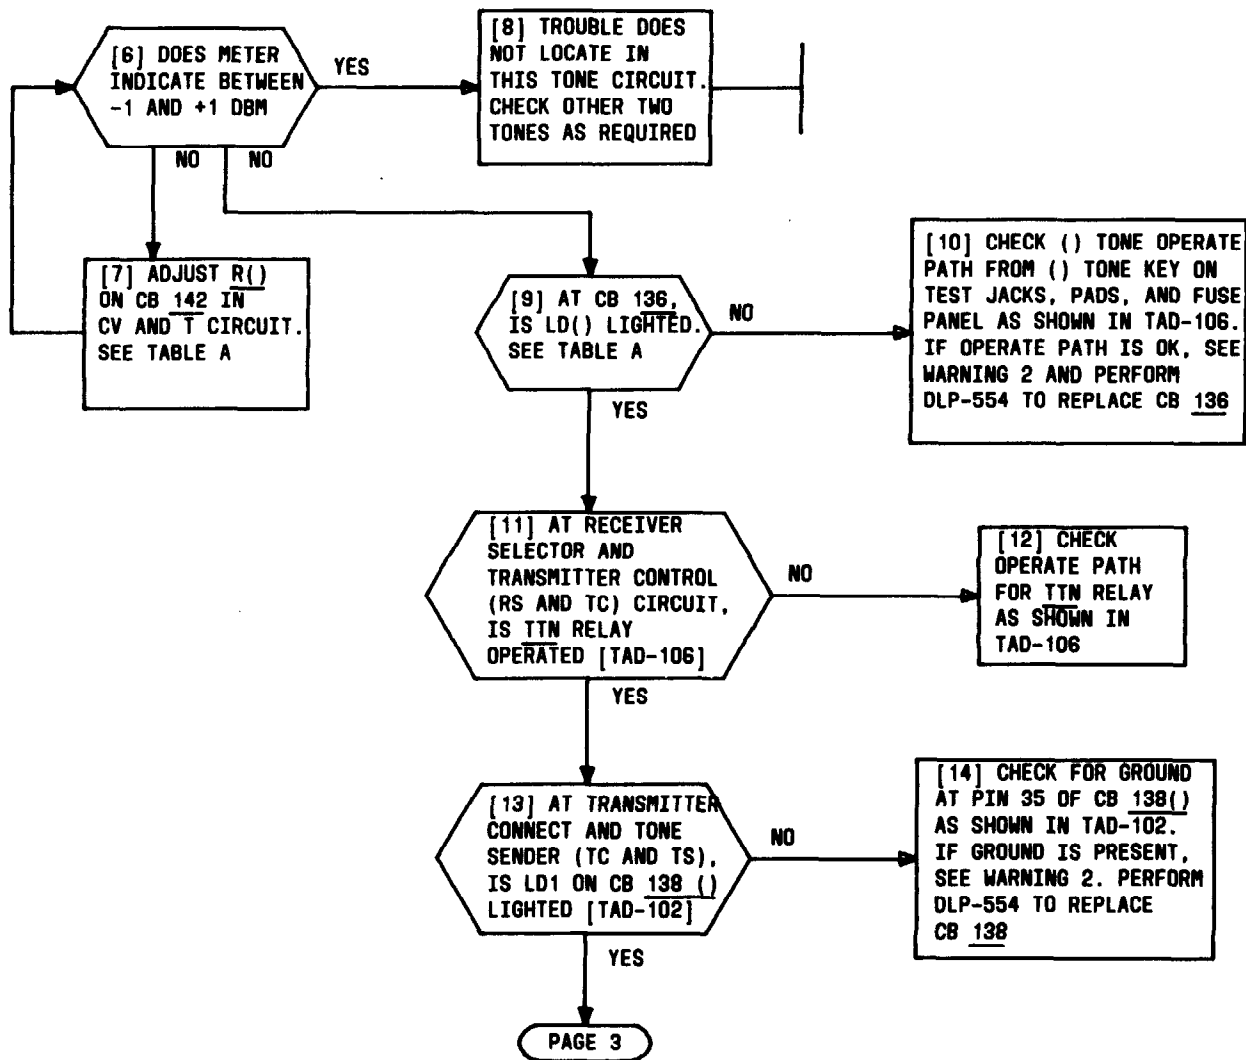 [6] DOES METER
INDICATE BETWEEN
-1 AND +1 DBM
YES
NO
NO
[8] TROUBLE DOES
NOT LOCATE IN
THIS TONE CIRCUIT.
CHECK OTHER TWO
TONES AS REQUIRED
[7] ADJUST R()
ON CB 142 IN
CV AND T CIRCUIT.
SEE TABLE A
[9] AT CB 136,
IS LD() LIGHTED.
SEE TABLE A
NO
YES
[10] CHECK () TONE OPERATE
PATH FROM () TONE KEY ON
TEST JACKS, PADS, AND FUSE
PANEL AS SHOWN IN TAD-106.
IF OPERATE PATH IS OK, SEE
WARNING 2 AND PERFORM
DLP-554 TO REPLACE CB 136
[11] AT RECEIVER
SELECTOR AND
TRANSMITTER CONTROL
(RS AND TC) CIRCUIT,
IS TTN RELAY
OPERATED [TAD-106]
NO
YES
[12] CHECK
OPERATE PATH
FOR TTN RELAY
AS SHOWN IN
TAD-106
[13] AT TRANSMITTER
CONNECT AND TONE
SENDER (TC AND TS),
IS LD1 ON CB 138 ()
LIGHTED [TAD-102]
NO
YES
[14] CHECK FOR GROUND
AT PIN 35 OF CB 138()
AS SHOWN IN TAD-102.
IF GROUND IS PRESENT,
SEE WARNING 2. PERFORM
DLP-554 TO REPLACE
CB 138
PAGE 3